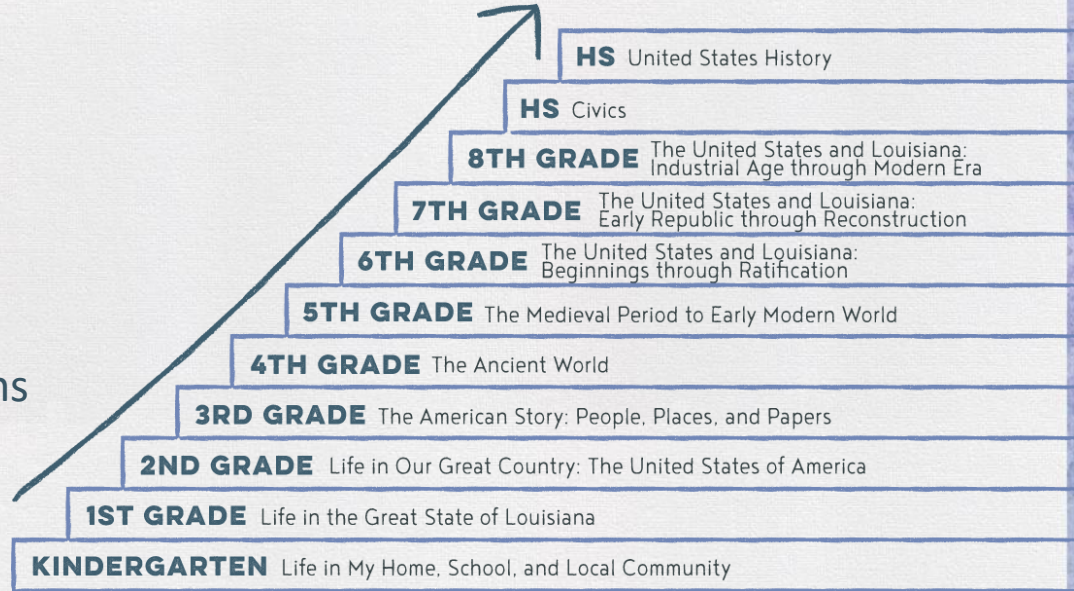 HS United States History
HS Civics
8TH GRADE The United States and Louisiana:
Industrial Age through Modern Era
7TH GRADE The United States and Louisiana:
Early Republic through Reconstruction
6TH GRADE The United States and Louisiana:
Beginnings through Ratification
5TH GRADE The Medieval Period to Early Modern World
4TH GRADE The Ancient World
3RD GRADE The American Story: People, Places, and Papers
2ND GRADE Life in Our Great Country: The United States of America
1ST GRADE Life in the Great State of Louisiana
KINDERGARTEN Life in My Home, School, and Local Community